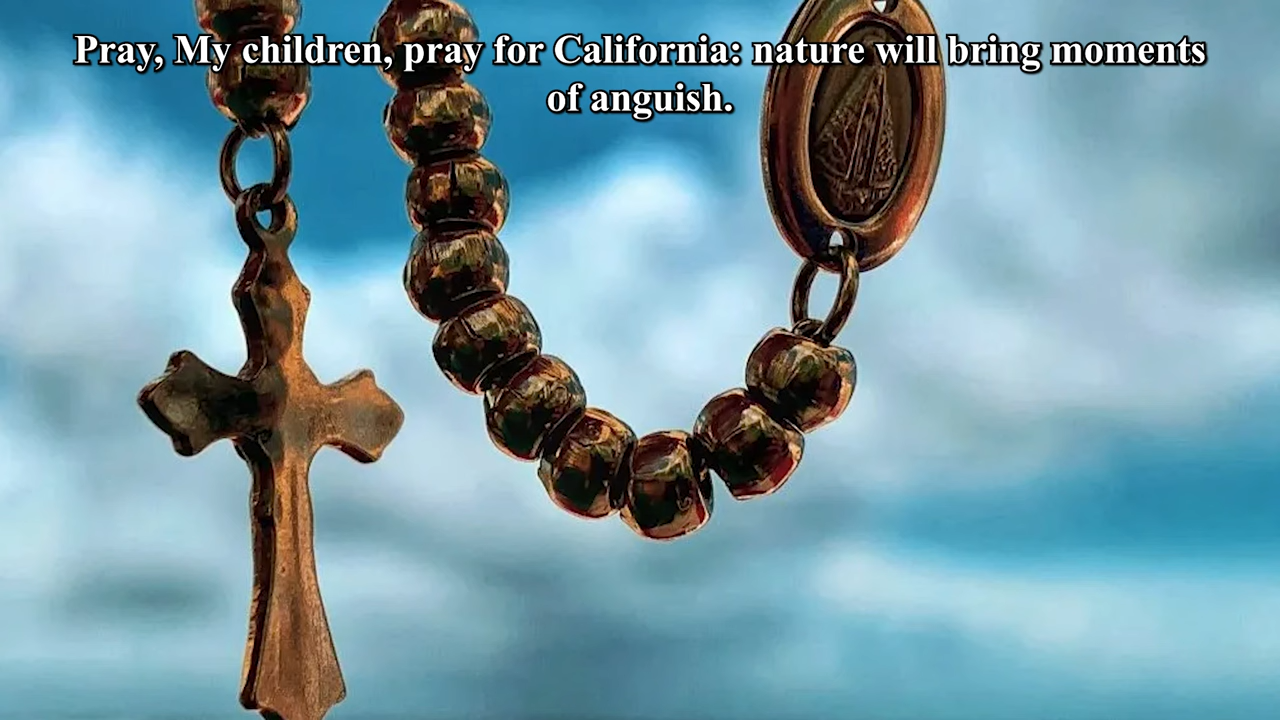 Pray, My children, pray for California: nature will bring moments
of anguish.